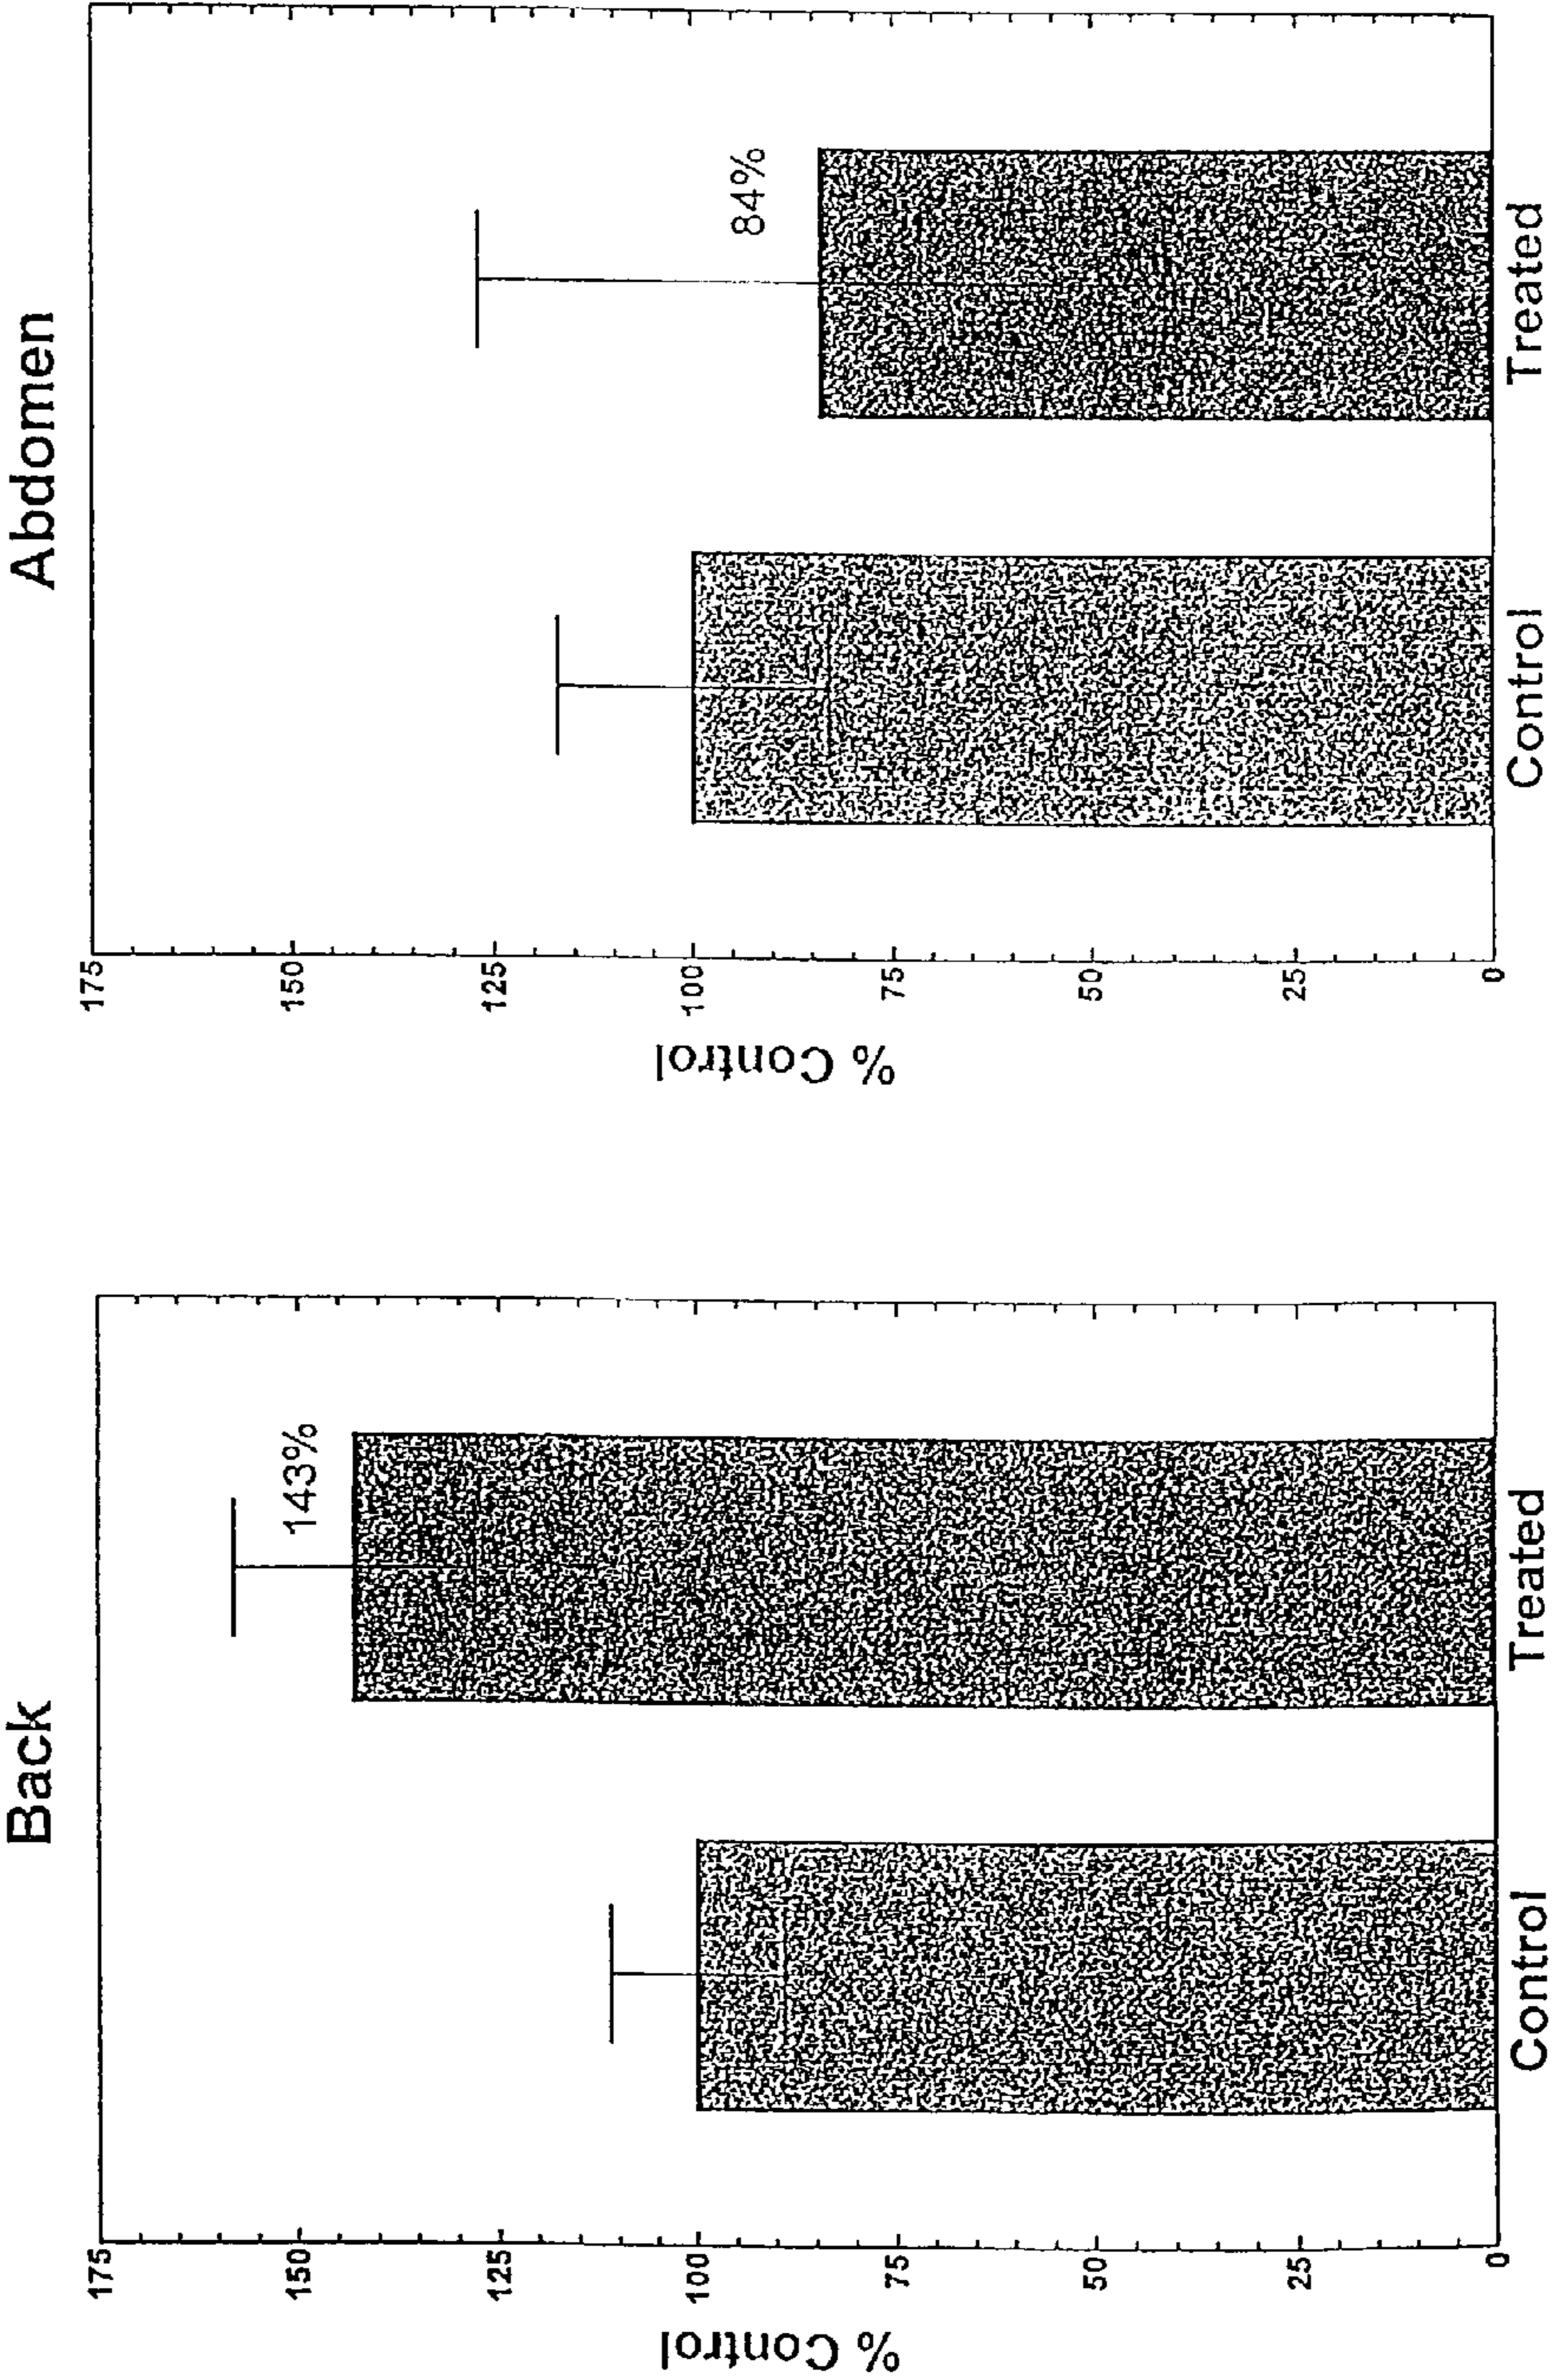 Back
% Control
175
150
125
100
75
50
25
0
143%
Control
Treated
Abdomen
% Control
175
150
125
100
75
50
25
0
84%
Control
Treated